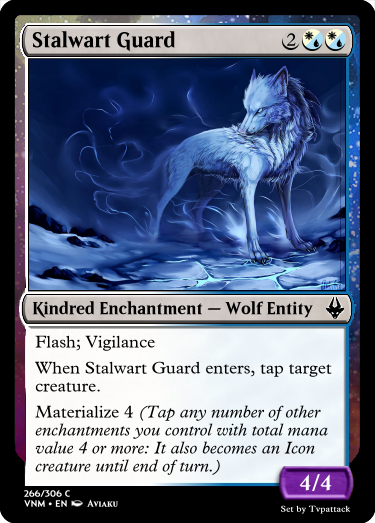 Stalwart Guard 2
Kindred Enchantment — Wolf Entity
Flash; Vigilance
When Stalwart Guard enters, tap target
creature.
Materialize 4 (Tap any number of other
enchantments you control with total mana
value 4 or more: It also becomes an Icon
creature until end of turn.)
4/4
266/306 C
VNM • EN Aviaku
Set by Tvpattack